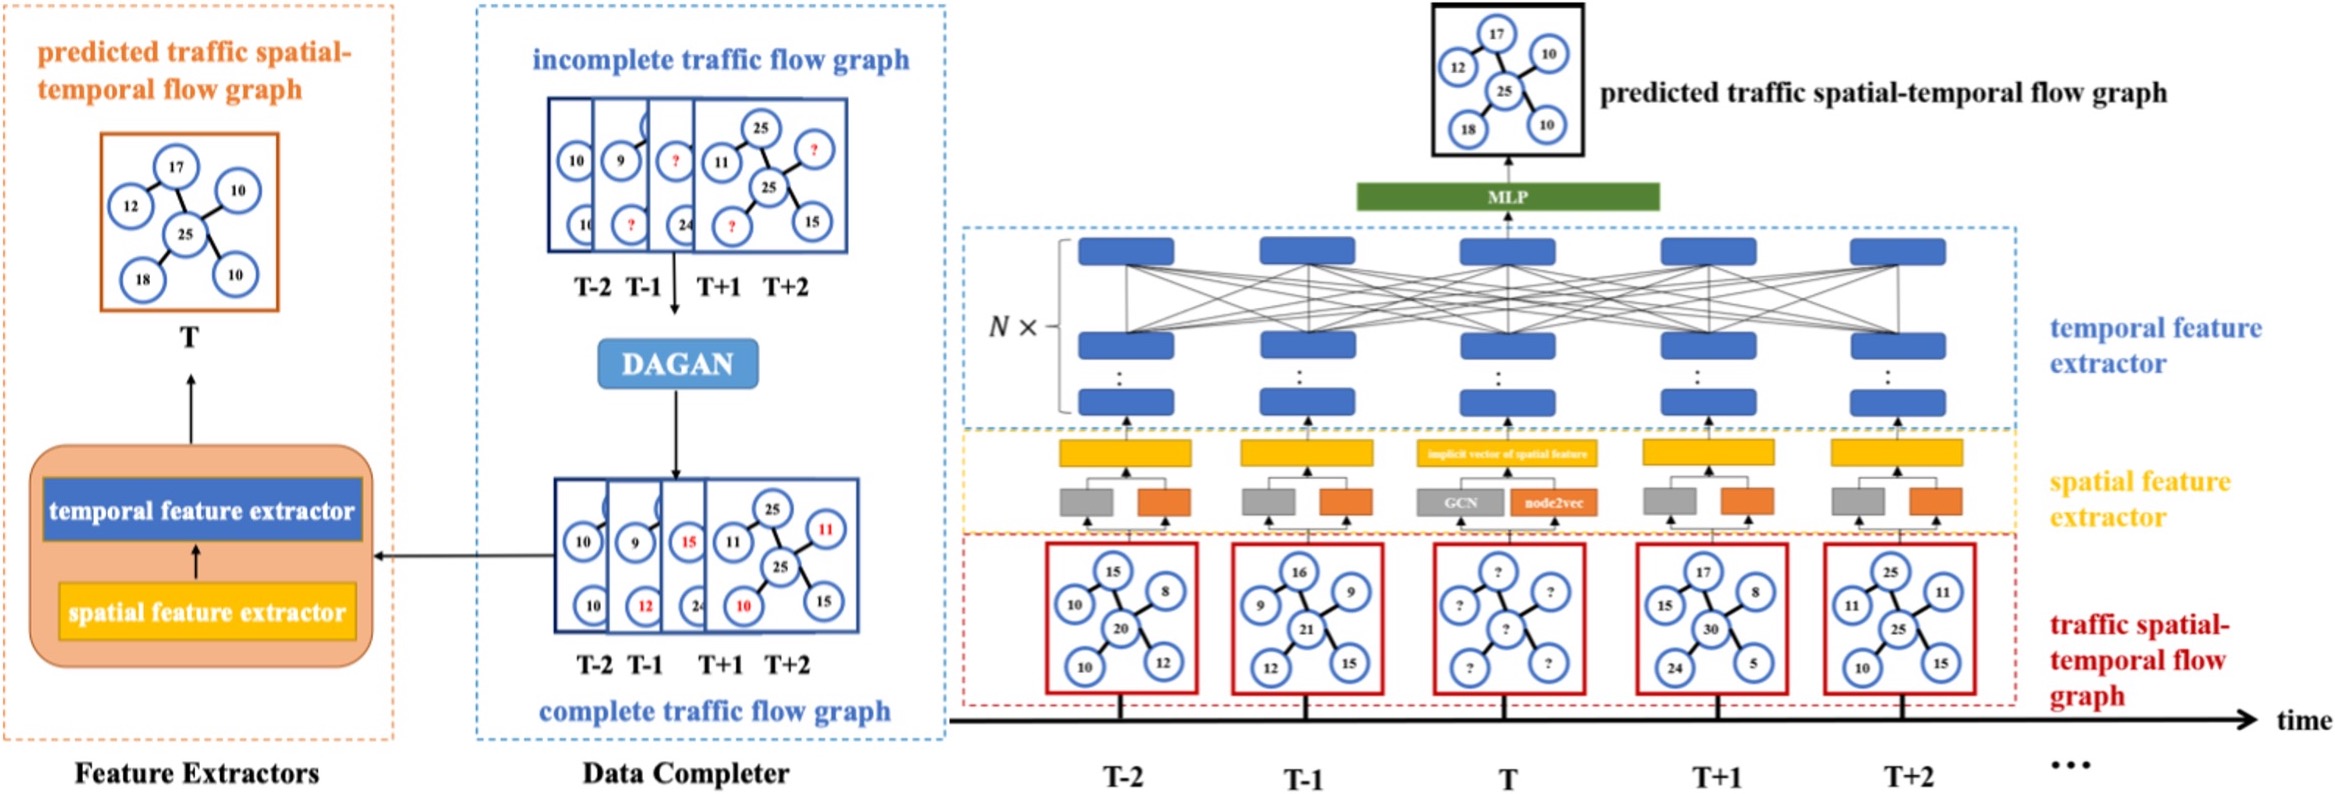 predicted traffic spatial-
temporal flow graph
17
10
12
25
18
10
T
temporal feature extractor
spatial feature extractor
Feature Extractors
incomplete traffic flow graph
25
10
9
?
11
?
25
10
?
24
?
15
T-2 T-1 T+1 T+2
DAGAN
25
10
9
15
11
11
25
10
12
24
10
15
T-2 T-1 T+1 T+2
complete traffic flow graph
Data Completer
17
10
12
25
18
10
predicted traffic spatial-temporal flow graph
MLP
N ×
temporal feature
extractor
implicit vector of spatial feature
GCN
node2vec
spatial feature
extractor
15
8
10
20
10
12
16
9
9
21
12
15
?
?
?
?
?
?
17
8
15
30
24
5
25
11
11
25
10
15
traffic spatial-
temporal flow
graph
time
T-2 T-1 T T+1 T+2 ...